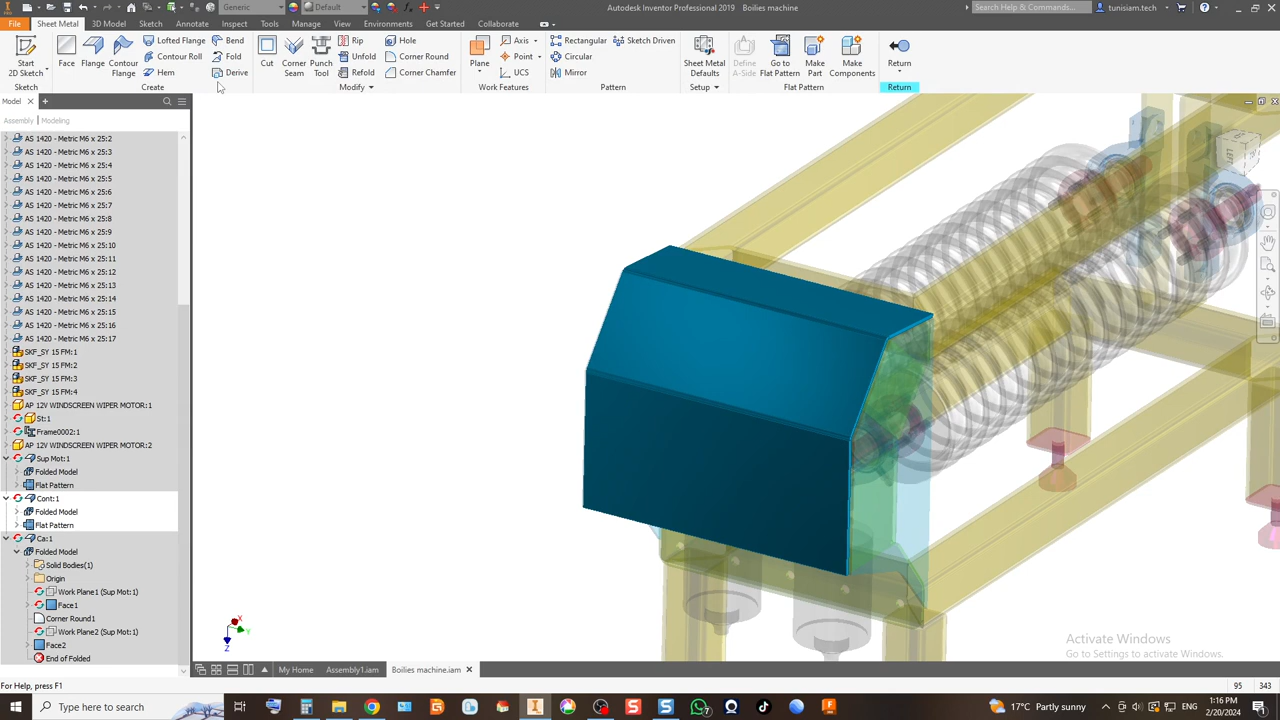 Generic
Default
Autodesk Inventor Professional 2019   Boilies machine
Search Help & Commands...
tunisiam.tech
File
Sheet Metal
3D Model
Sketch
Annotate
Inspect
Tools
Manage
View
Environments
Get Started
Collaborate
Start
2D Sketch
Face
Flange
Contour
Flange
Lofted Flange
Contour Roll
Hem
Bend
Fold
Derive
Cut
Corner
Seam
Punch
Tool
Rip
Unfold
Refold
Hole
Corner Round
Corner Chamfer
Plane
Axis
Point
UCS
Rectangular
Circular
Mirror
Sketch Driven
Sheet Metal
Defaults
Define
A-Side
Go to
Flat Pattern
Make
Part
Make
Components
Return
Sketch
Create
Modify
Work Features
Pattern
Setup
Flat Pattern
Return
Model
Assembly | Modeling
AS 1420 - Metric M6 x 25:2
AS 1420 - Metric M6 x 25:3
AS 1420 - Metric M6 x 25:4
AS 1420 - Metric M6 x 25:5
AS 1420 - Metric M6 x 25:6
AS 1420 - Metric M6 x 25:7
AS 1420 - Metric M6 x 25:8
AS 1420 - Metric M6 x 25:9
AS 1420 - Metric M6 x 25:10
AS 1420 - Metric M6 x 25:11
AS 1420 - Metric M6 x 25:12
AS 1420 - Metric M6 x 25:13
AS 1420 - Metric M6 x 25:14
AS 1420 - Metric M6 x 25:15
AS 1420 - Metric M6 x 25:16
AS 1420 - Metric M6 x 25:17
SKF_SY 15 FM:1
SKF_SY 15 FM:2
SKF_SY 15 FM:3
SKF_SY 15 FM:4
AP 12V WINDSCREEN WIPER MOTOR:1
St:1
Frame0002:1
AP 12V WINDSCREEN WIPER MOTOR:2
Sup Mot:1
Folded Model
Flat Pattern
Cont:1
Folded Model
Flat Pattern
Ca:1
Folded Model
Solid Bodies(1)
Origin
Work Plane1 (Sup Mot:1)
Face1
Corner Round1
Work Plane2 (Sup Mot:1)
Face2
End of Folded
X
Y
Z
Activate Windows
Go to Settings to activate Windows.
My Home
Assembly1.iam
Boilies machine.iam
For Help, press F1
95
343
Type here to search
17°C Partly sunny
1:16 PM
2/20/2024